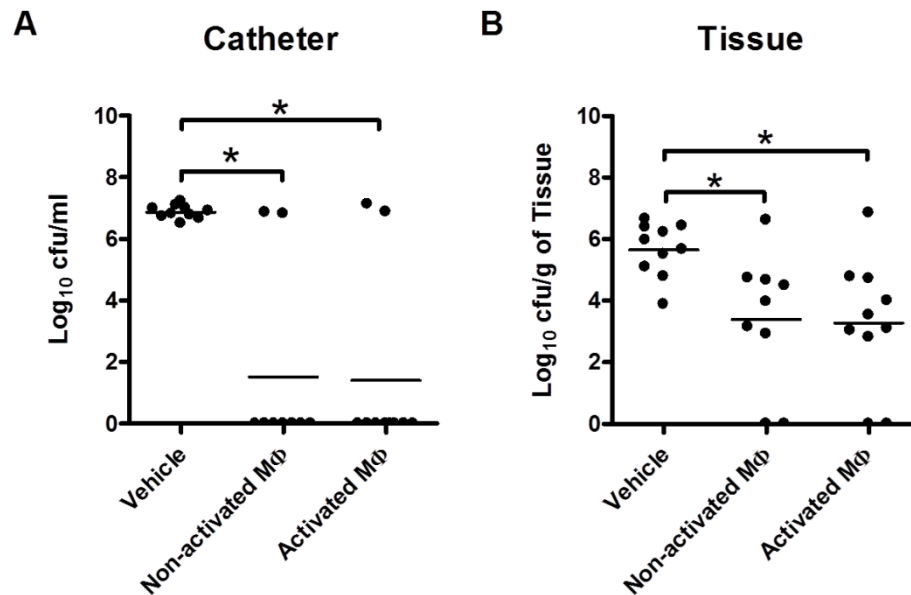 A
Catheter
Log10 cfu/ml
10
8
6
4
2
0
*
*
Vehicle
Non-activated MΦ
Activated MΦ
B
Tissue
Log10 cfu/g of Tissue
10
8
6
4
2
0
*
*
Vehicle
Non-activated MΦ
Activated MΦ